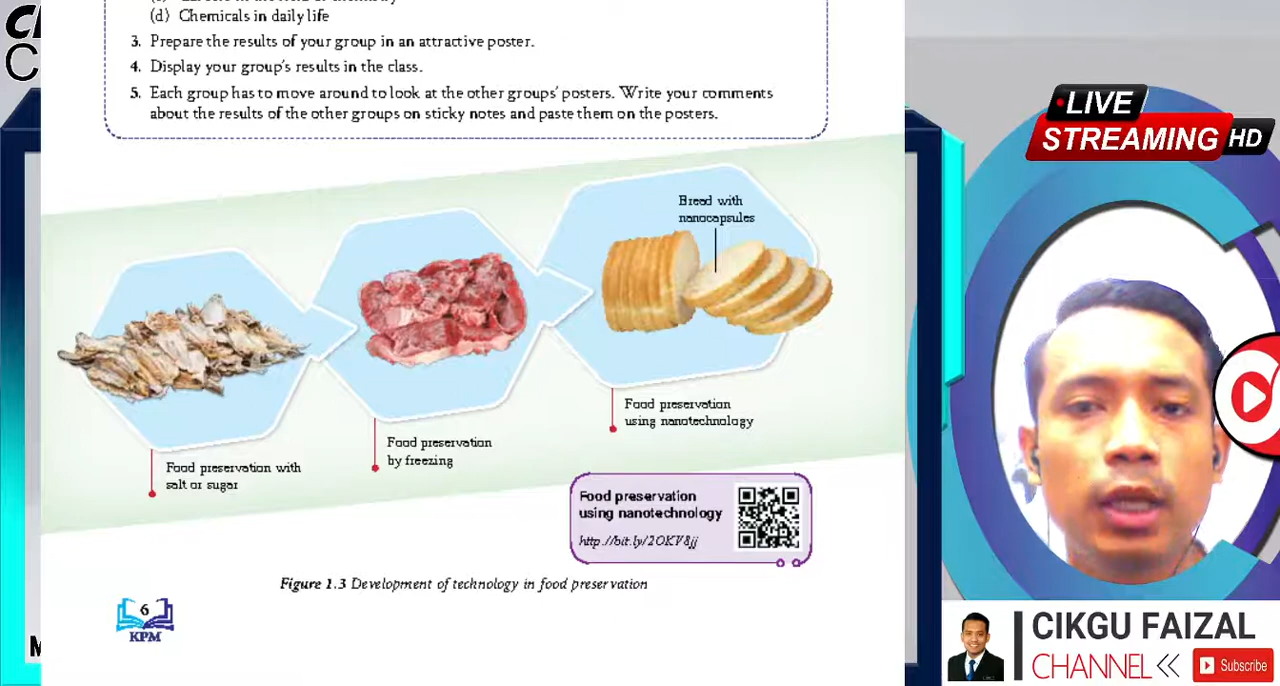 (d) Chemicals in daily life
3. Prepare the results of your group in an attractive poster.
4. Display your group's results in the class.
5. Each group has to move around to look at the other groups' posters. Write your comments
about the results of the other groups on sticky notes and paste them on the posters.
LIVE
STREAMING HD
Bread with
nanocapsules
Food preservation
using nanotechnology
Food preservation
by freezing
Food preservation with
salt or sugar
Food preservation
using nanotechnology
http://bit.ly/2OKV8jj
Figure 1.3 Development of technology in food preservation
6
KPM
CIKGU FAIZAL
CHANNEL
Subscribe